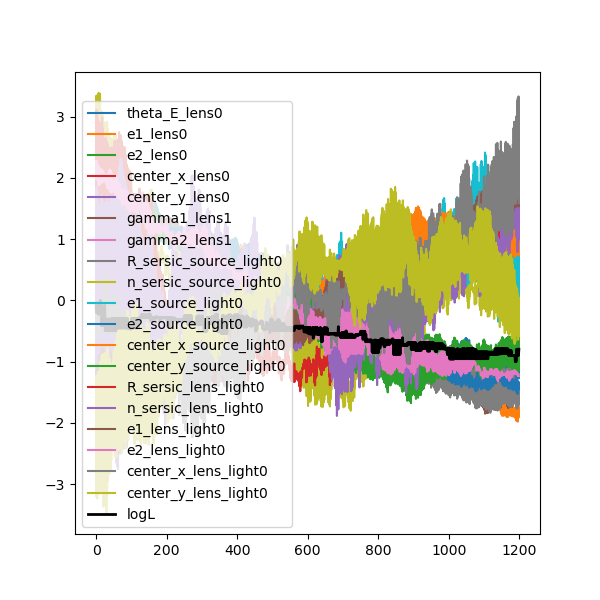 3
2
1
0
−1
−2
−3
theta_E_lens0
e1_lens0
e2_lens0
center_x_lens0
center_y_lens0
gamma1_lens1
gamma2_lens1
R_sersic_source_light0
n_sersic_source_light0
e1_source_light0
e2_source_light0
center_x_source_light0
center_y_source_light0
R_sersic_lens_light0
n_sersic_lens_light0
e1_lens_light0
e2_lens_light0
center_x_lens_light0
center_y_lens_light0
logL
0 200 400 600 800 1000 1200